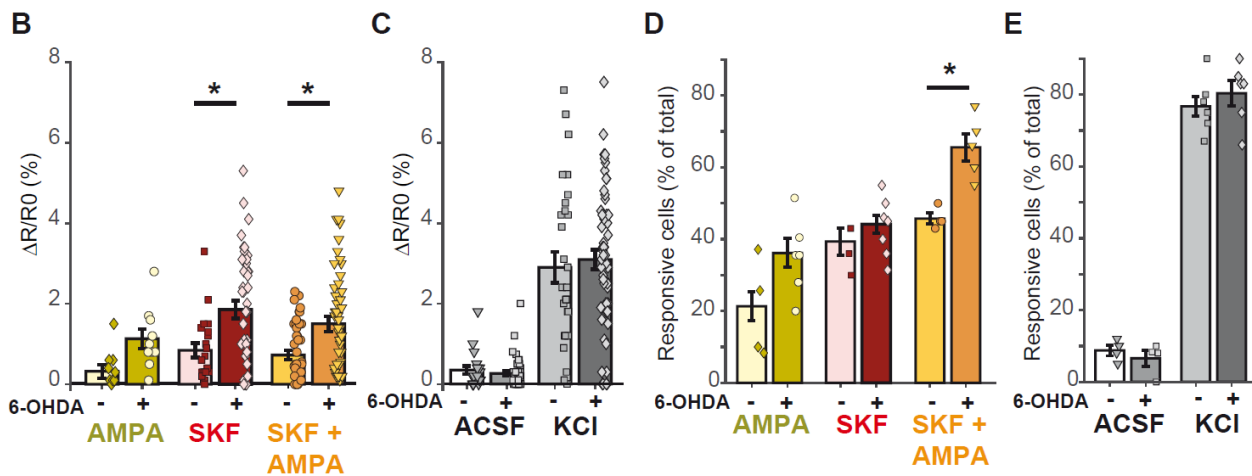 B
ΔR/R0 (%)
8
6
4
2
0
* *
6-OHDA - + - + - +
AMPA SKF SKF +
AMPA
C
ΔR/R0 (%)
8
6
4
2
0
6-OHDA - + - +
ACSF KCl
D
Responsive cells (% of total)
80
60
40
20
0
*
6-OHDA - + - + - +
AMPA SKF SKF +
AMPA
E
Responsive cells (% of total)
80
60
40
20
0
6-OHDA - + - +
ACSF KCl